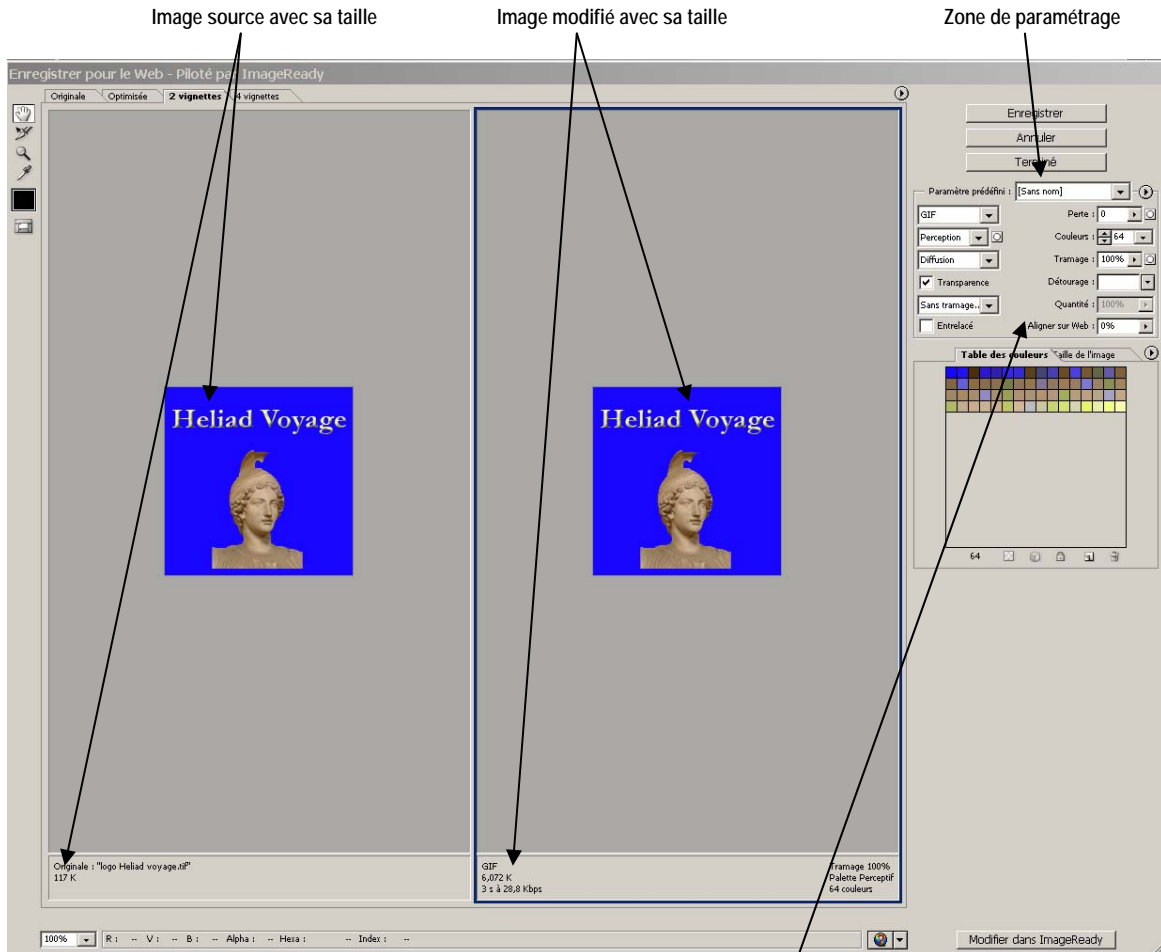 Image source avec sa taille
Image modifié avec sa taille
Zone de paramétrage
Enregistrer pour le Web - Piloté par ImageReady
Originale Optimisée 2 vignettes 4 vignettes
Enregistrer
Annuler
Terminé
Paramètre prédéfini : [Sans nom]
GIF Perte : 0
Perception Couleurs : 64
Diffusion Tramage : 100%
Transparence Détourage :
Sans tramage.. Quantité : 100%
Entrelacé Aligner sur Web : 0%
Table des couleurs Taille de l'image
64
Heliad Voyage
Heliad Voyage
Originale : "logo Heliad voyage.tif"
117 K
GIF
6,072 K
3 s à 28,8 Kbps
Tramage 100%
Palette Perceptif
64 couleurs
100% R : -- V : -- B : -- Alpha : -- Hexa : -- Index : --
Modifier dans ImageReady